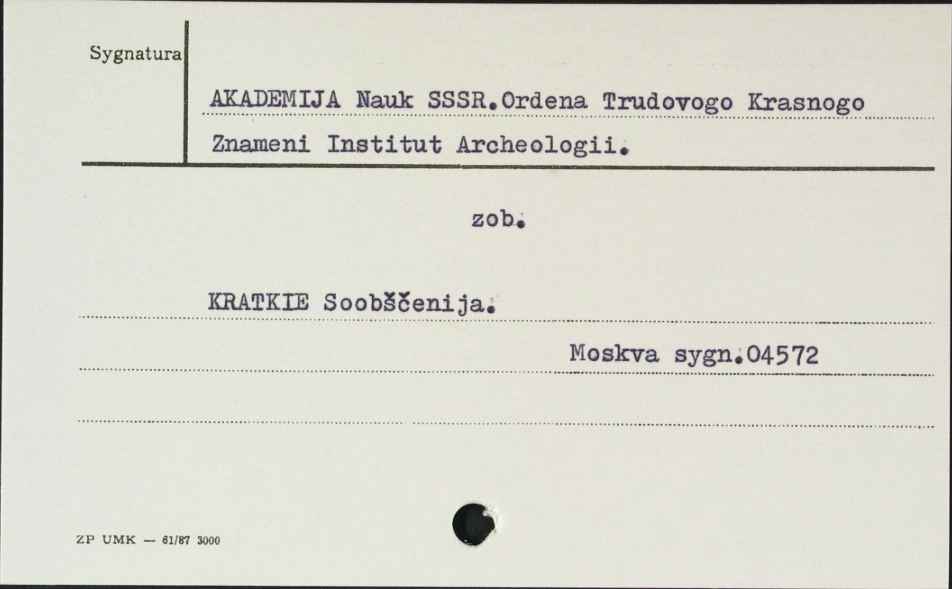 Sygnatura
AKADEMIJA Nauk SSSR.Ordena Trudovogo Krasnogo
Znameni Institut Archeologii.
zob.
KRATKIE Soobščenija.
Moskva sygn.04572
ZP UMK — 61/87 3000